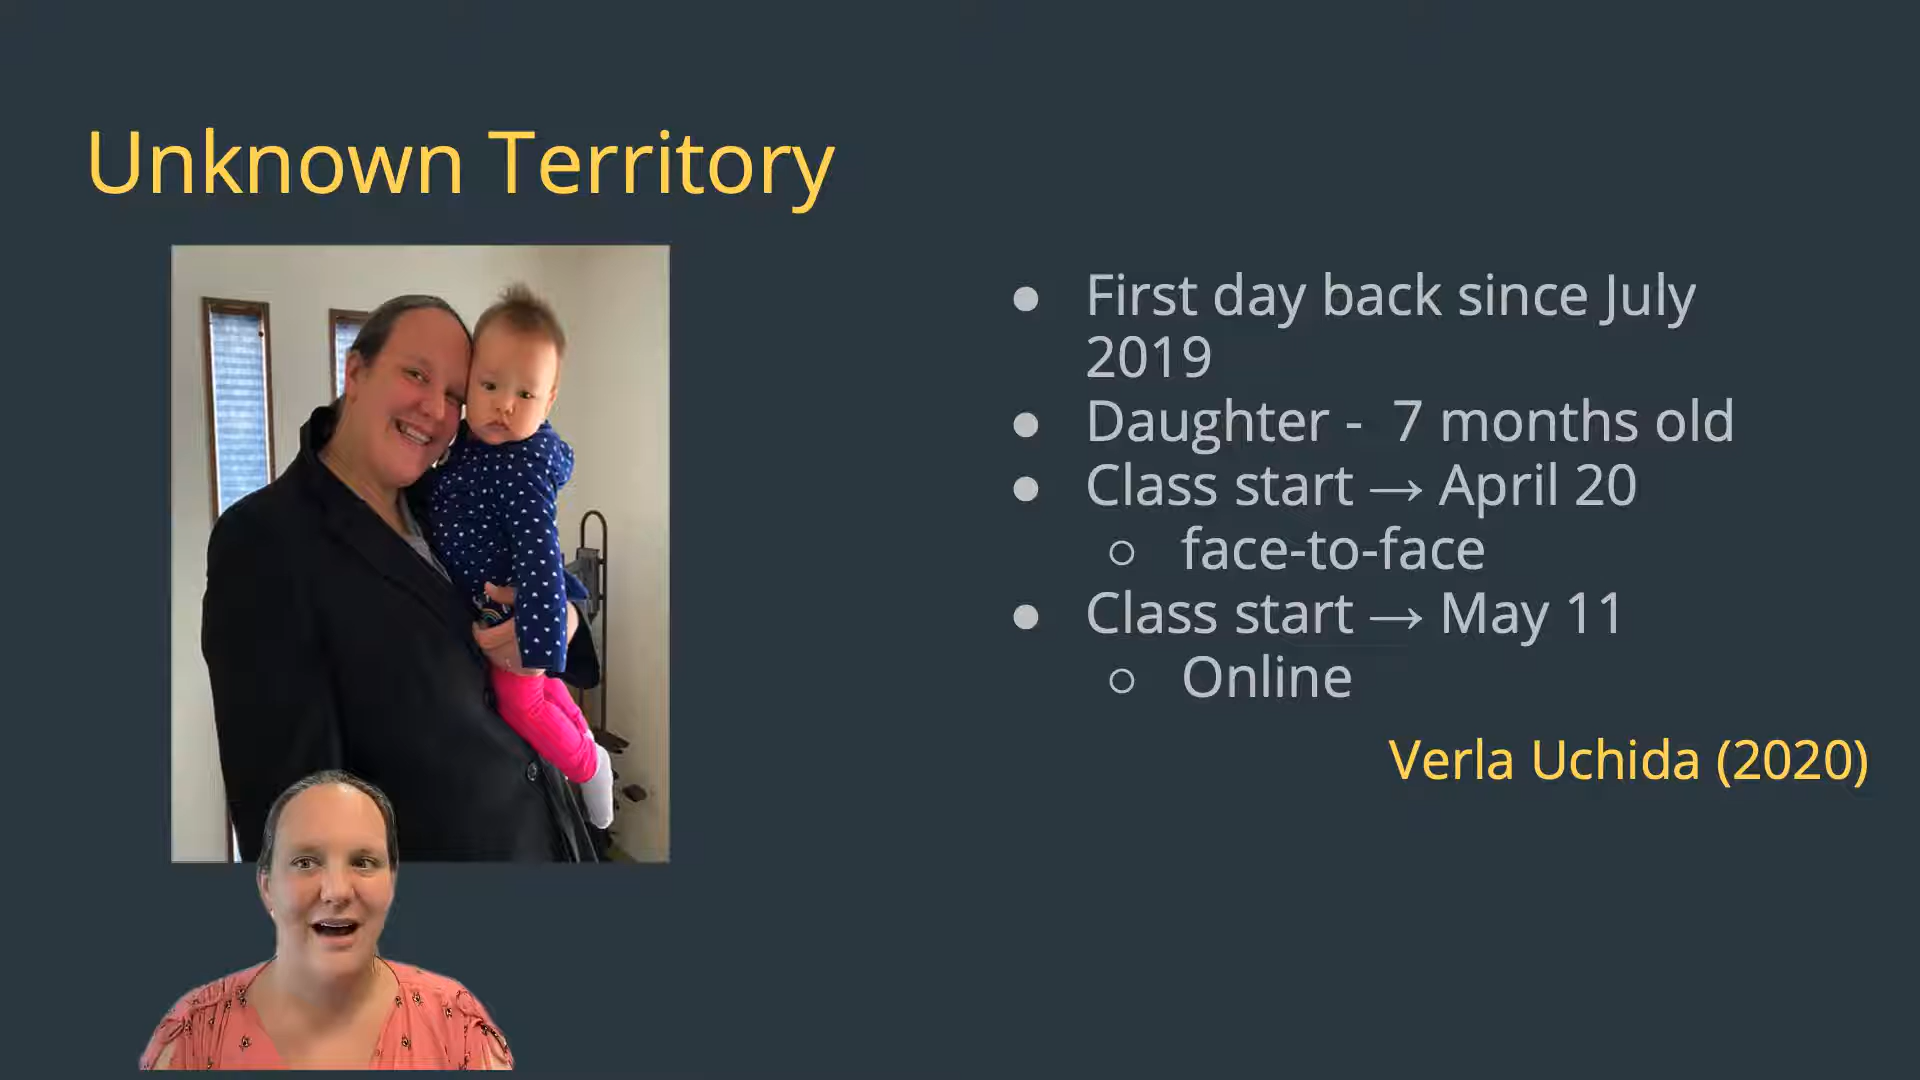 Unknown Territory
● First day back since July
2019
● Daughter -  7 months old
● Class start → April 20
○ face-to-face
● Class start → May 11
○ Online
Verla Uchida (2020)